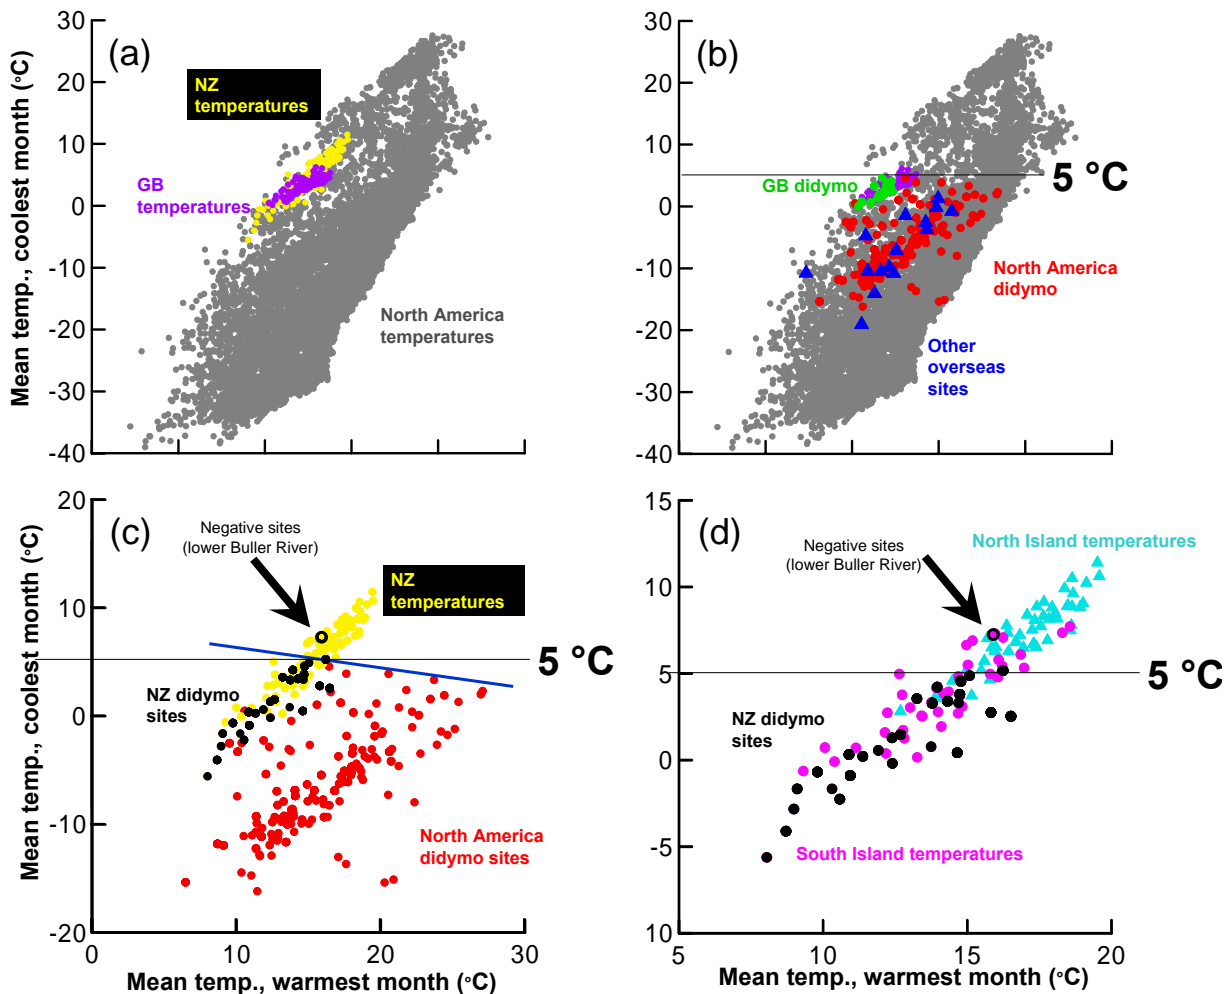 (a)
30
20
10
0
-10
-20
-30
-40
Mean temp., coolest month (°C)
NZ
temperatures
GB
temperatures
North America
temperatures
(b)
30
20
10
0
-10
-20
-30
-40
5 °C
GB didymo
North America
didymo
Other
overseas
sites
(c)
20
10
0
-10
-20
Mean temp., coolest month (°C)
Negative sites
(lower Buller River)
NZ
temperatures
5 °C
NZ didymo
sites
North America
didymo sites
0
10
20
30
Mean temp., warmest month (°C)
(d)
15
10
5
0
-5
10
Negative sites
(lower Buller River)
North Island temperatures
5 °C
NZ didymo
sites
South Island temperatures
5
10
15
20
Mean temp., warmest month (°C)